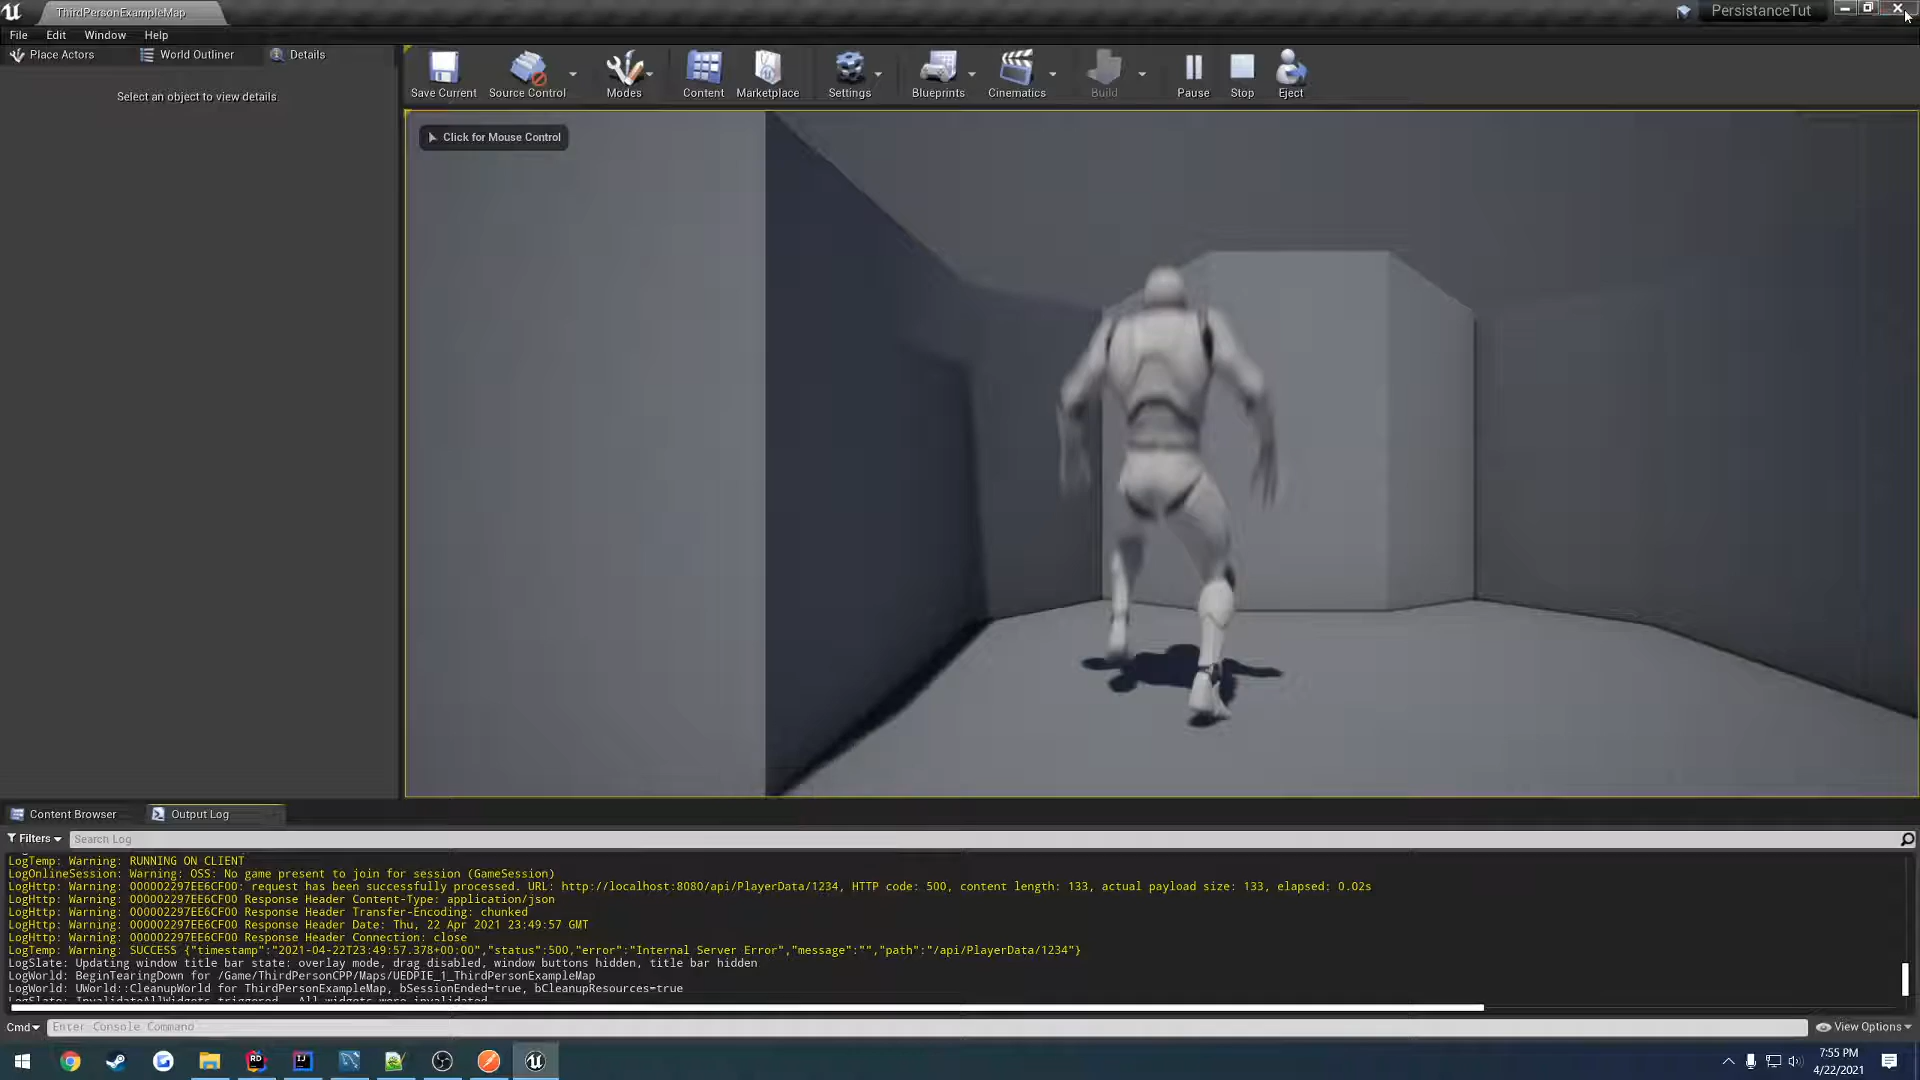 ThirdPersonExampleMap
PersistanceTut
File Edit Window Help
Place Actors World Outliner Details
Select an object to view details
Save Current Source Control Modes Content Marketplace Settings Blueprints Cinematics Build Pause Stop Eject
Click for Mouse Control
Content Browser Output Log
Filters Search Log
LogTemp: Warning: RUNNING ON CLIENT
LogOnlineSession: Warning: OSS: No game present to join for session (GameSession)
LogHttp: Warning: 000002297EE6CF00: request has been successfully processed. URL: http://localhost:8080/api/PlayerData/1234, HTTP code: 500, content length: 133, actual payload size: 133, elapsed: 0.02s
LogHttp: Warning: 000002297EE6CF00 Response Header Content-Type: application/json
LogHttp: Warning: 000002297EE6CF00 Response Header Transfer-Encoding: chunked
LogHttp: Warning: 000002297EE6CF00 Response Header Date: Thu, 22 Apr 2021 23:49:57 GMT
LogHttp: Warning: 000002297EE6CF00 Response Header Connection: close
LogTemp: Warning: SUCCESS {"timestamp":"2021-04-22T23:49:57.378+00:00","status":500,"error":"Internal Server Error","message":"","path":"/api/PlayerData/1234"}
LogSlate: Updating window title bar state: overlay mode, drag disabled, window buttons hidden, title bar hidden
LogWorld: BeginTearingDown for /Game/ThirdPersonCPP/Maps/UEDPIE_1_ThirdPersonExampleMap
LogWorld: UWorld::CleanupWorld for ThirdPersonExampleMap, bSessionEnded=true, bCleanupResources=true
LogSlate: InvalidateAllWidgets triggered. All widgets were invalidated
Cmd Enter Console Command View Options
7:55 PM
4/22/2021